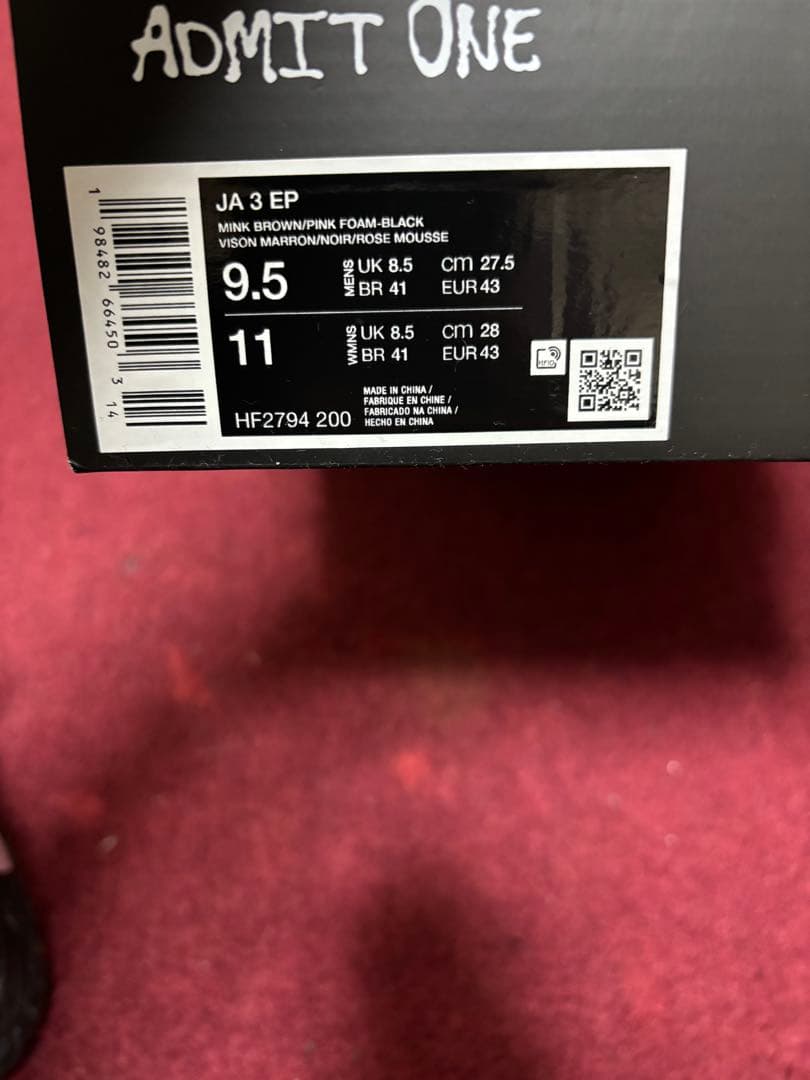 ADMIT ONE
JA 3 EP
MINK BROWN/PINK FOAM-BLACK
VISON MARRON/NOIR/ROSE MOUSSE
9.5 MENS UK 8.5 cm 27.5
BR 41 EUR 43
11 WMNS UK 8.5 cm 28
BR 41 EUR 43
HF2794 200
MADE IN CHINA /
FABRIQUE EN CHINE /
FABRICADO NA CHINA /
HECHO EN CHINA
RFID
1 98482 66450 3 14